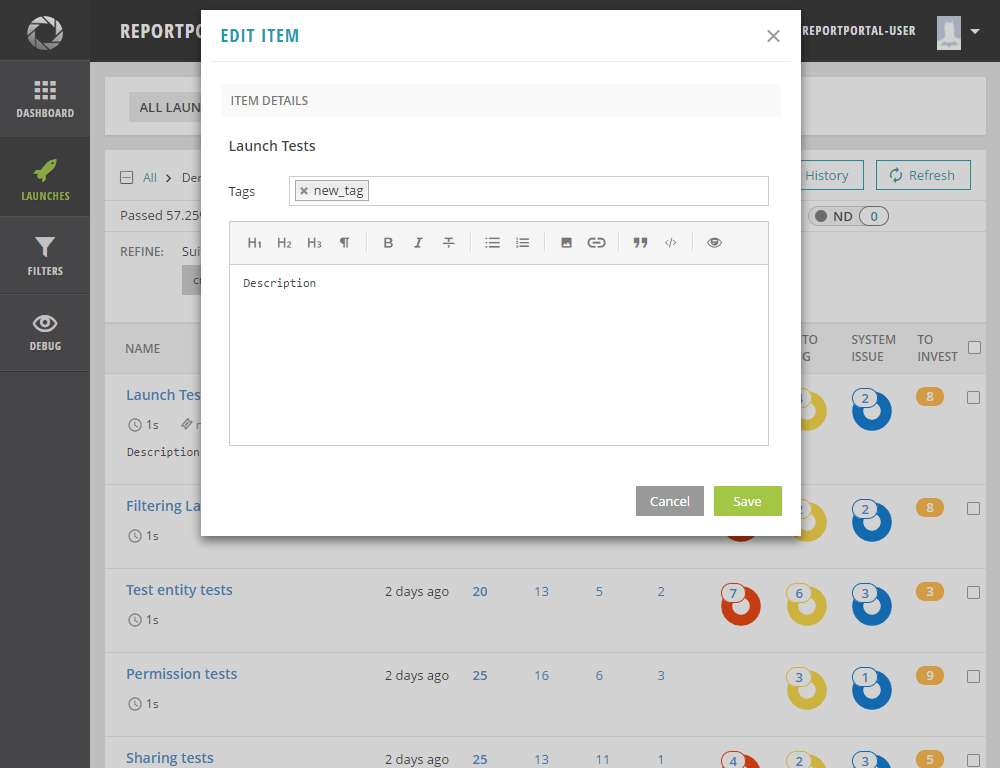 REPORTPO
REPORTPORTAL-USER
DASHBOARD
LAUNCHES
FILTERS
DEBUG
EDIT ITEM
ITEM DETAILS
Launch Tests
Tags new_tag
H1 H2 H3 ¶ B I T
Description
Cancel Save
ALL LAUN
All Der
History Refresh
Passed 57.25%
ND 0
REFINE: Sui
NAME TO SYSTEM ISSUE TO INVEST
G
Launch Tes 2 8
1s
Description
Filtering La 2 8
1s
Test entity tests 2 days ago 20 13 5 2 7 6 3 3
1s
Permission tests 2 days ago 25 16 6 3 3 1 9
1s
Sharing tests 2 days ago 25 13 11 1 4 2 3 5